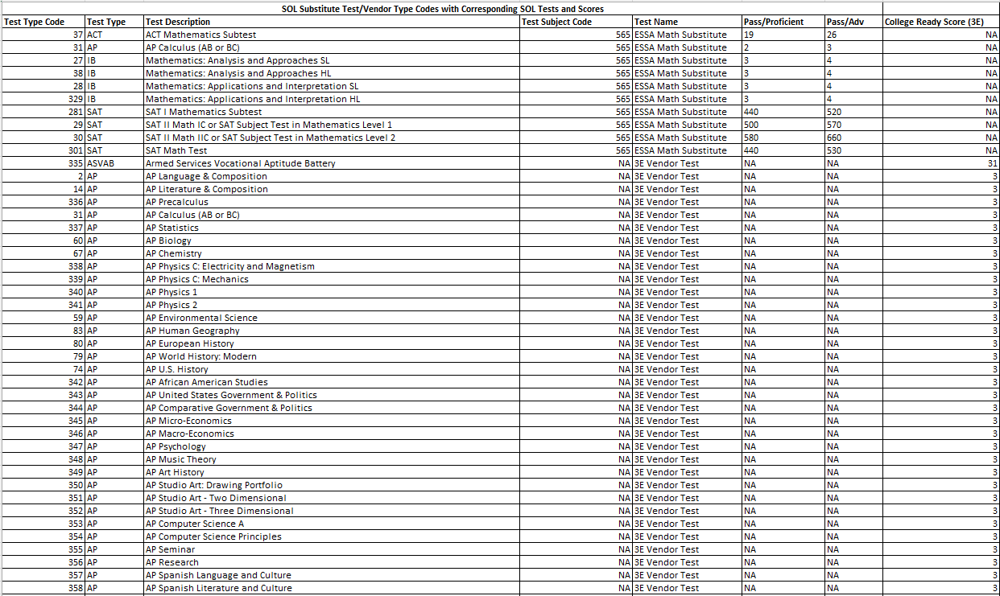 SOL Substitute Test/Vendor Type Codes with Corresponding SOL Tests and Scores
Test Type Code Test Type Test Description Test Subject Code Test Name Pass/Proficient Pass/Adv College Ready Score (3E)
37 ACT ACT Mathematics Subtest 565 ESSA Math Substitute 19 26 NA
31 AP AP Calculus (AB or BC) 565 ESSA Math Substitute 2 3 NA
27 IB Mathematics: Analysis and Approaches SL 565 ESSA Math Substitute 3 4 NA
38 IB Mathematics: Analysis and Approaches HL 565 ESSA Math Substitute 3 4 NA
28 IB Mathematics: Applications and Interpretation SL 565 ESSA Math Substitute 3 4 NA
329 IB Mathematics: Applications and Interpretation HL 565 ESSA Math Substitute 3 4 NA
281 SAT SAT I Mathematics Subtest 565 ESSA Math Substitute 440 520 NA
29 SAT SAT II Math IC or SAT Subject Test in Mathematics Level 1 565 ESSA Math Substitute 500 570 NA
30 SAT SAT II Math IIC or SAT Subject Test in Mathematics Level 2 565 ESSA Math Substitute 580 660 NA
301 SAT SAT Math Test 565 ESSA Math Substitute 440 530 NA
335 ASVAB Armed Services Vocational Aptitude Battery NA 3E Vendor Test NA NA 31
2 AP AP Language & Composition NA 3E Vendor Test NA NA 3
14 AP AP Literature & Composition NA 3E Vendor Test NA NA 3
336 AP AP Precalculus NA 3E Vendor Test NA NA 3
31 AP AP Calculus (AB or BC) NA 3E Vendor Test NA NA 3
337 AP AP Statistics NA 3E Vendor Test NA NA 3
60 AP AP Biology NA 3E Vendor Test NA NA 3
67 AP AP Chemistry NA 3E Vendor Test NA NA 3
338 AP AP Physics C: Electricity and Magnetism NA 3E Vendor Test NA NA 3
339 AP AP Physics C: Mechanics NA 3E Vendor Test NA NA 3
340 AP AP Physics 1 NA 3E Vendor Test NA NA 3
341 AP AP Physics 2 NA 3E Vendor Test NA NA 3
59 AP AP Environmental Science NA 3E Vendor Test NA NA 3
83 AP AP Human Geography NA 3E Vendor Test NA NA 3
80 AP AP European History NA 3E Vendor Test NA NA 3
79 AP AP World History: Modern NA 3E Vendor Test NA NA 3
74 AP AP U.S. History NA 3E Vendor Test NA NA 3
342 AP AP African American Studies NA 3E Vendor Test NA NA 3
343 AP AP United States Government & Politics NA 3E Vendor Test NA NA 3
344 AP AP Comparative Government & Politics NA 3E Vendor Test NA NA 3
345 AP AP Micro-Economics NA 3E Vendor Test NA NA 3
346 AP AP Macro-Economics NA 3E Vendor Test NA NA 3
347 AP AP Psychology NA 3E Vendor Test NA NA 3
348 AP AP Music Theory NA 3E Vendor Test NA NA 3
349 AP AP Art History NA 3E Vendor Test NA NA 3
350 AP AP Studio Art: Drawing Portfolio NA 3E Vendor Test NA NA 3
351 AP AP Studio Art - Two Dimensional NA 3E Vendor Test NA NA 3
352 AP AP Studio Art - Three Dimensional NA 3E Vendor Test NA NA 3
353 AP AP Computer Science A NA 3E Vendor Test NA NA 3
354 AP AP Computer Science Principles NA 3E Vendor Test NA NA 3
355 AP AP Seminar NA 3E Vendor Test NA NA 3
356 AP AP Research NA 3E Vendor Test NA NA 3
357 AP AP Spanish Language and Culture NA 3E Vendor Test NA NA 3
358 AP AP Spanish Literature and Culture NA 3E Vendor Test NA NA 3